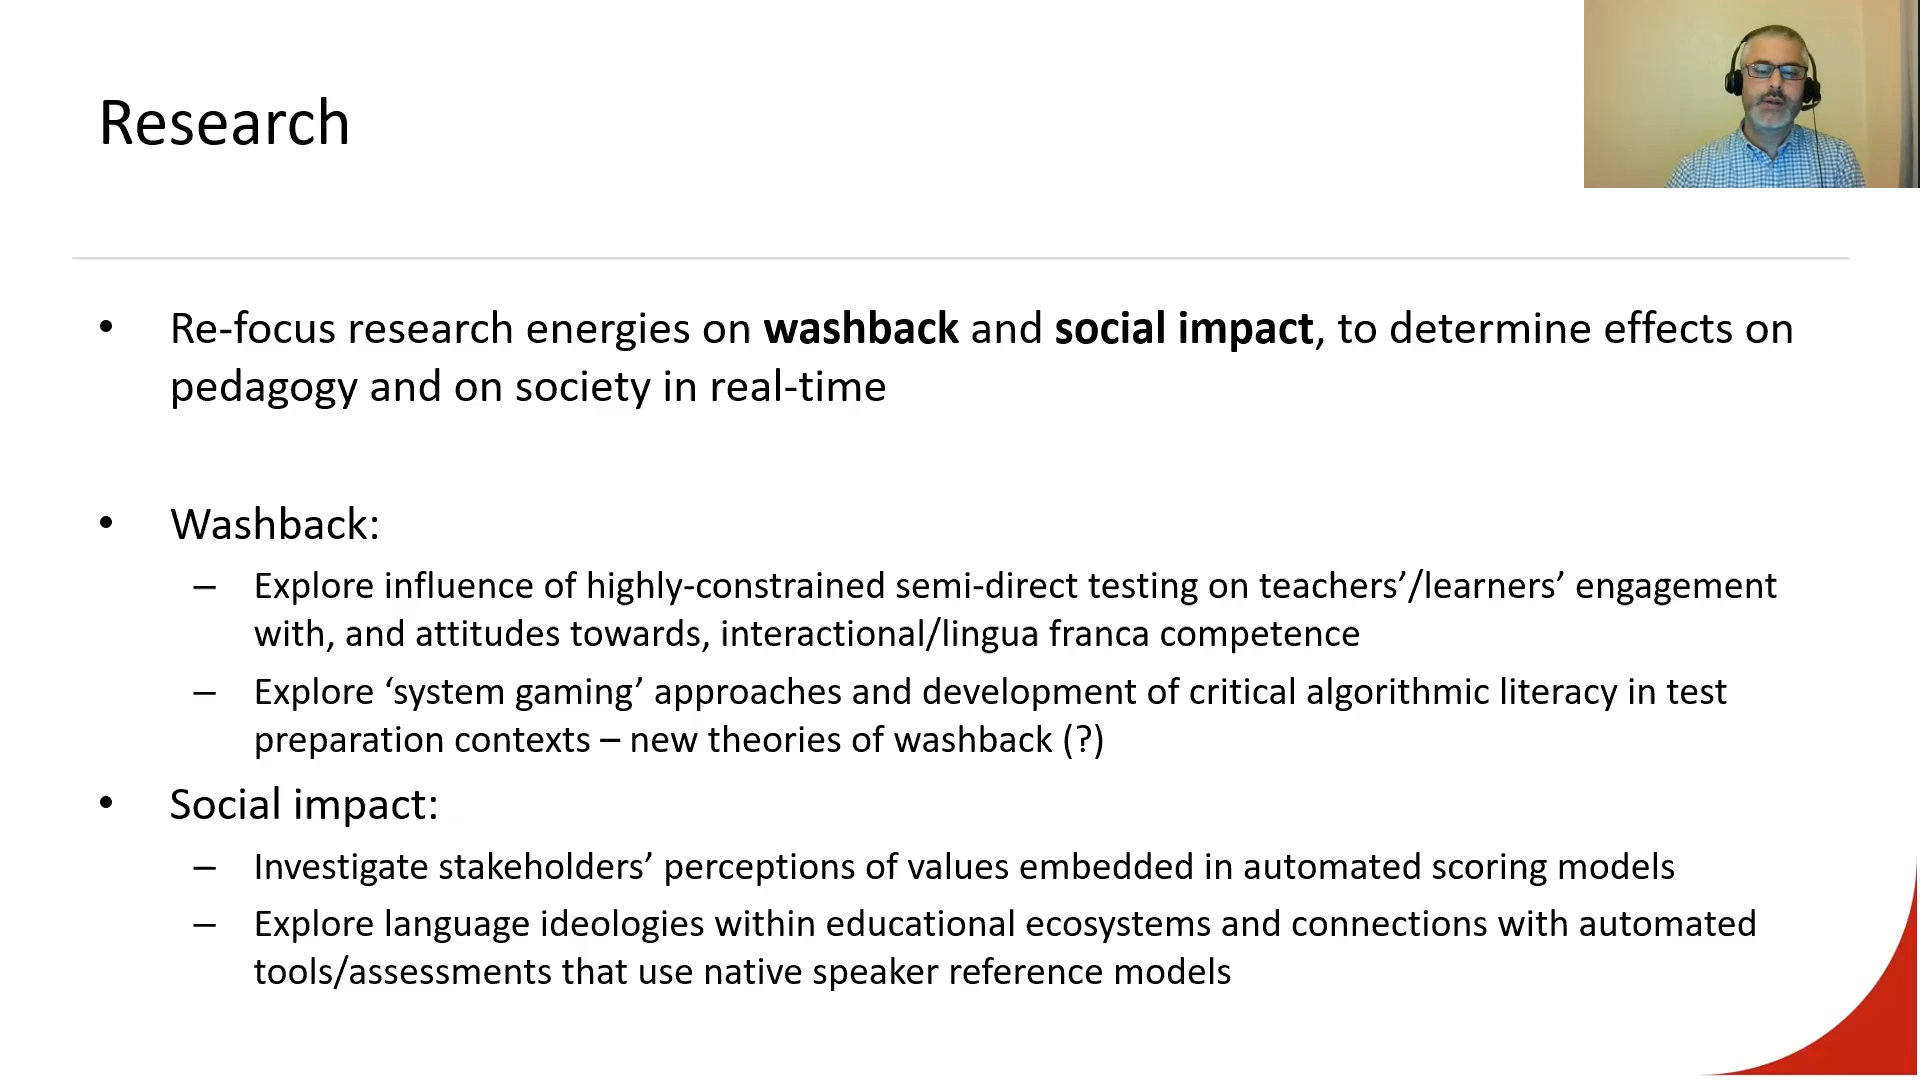 Research
• Re-focus research energies on washback and social impact, to determine effects on
pedagogy and on society in real-time
• Washback:
– Explore influence of highly-constrained semi-direct testing on teachers’/learners’ engagement
with, and attitudes towards, interactional/lingua franca competence
– Explore ‘system gaming’ approaches and development of critical algorithmic literacy in test
preparation contexts – new theories of washback (?)
• Social impact:
– Investigate stakeholders’ perceptions of values embedded in automated scoring models
– Explore language ideologies within educational ecosystems and connections with automated
tools/assessments that use native speaker reference models